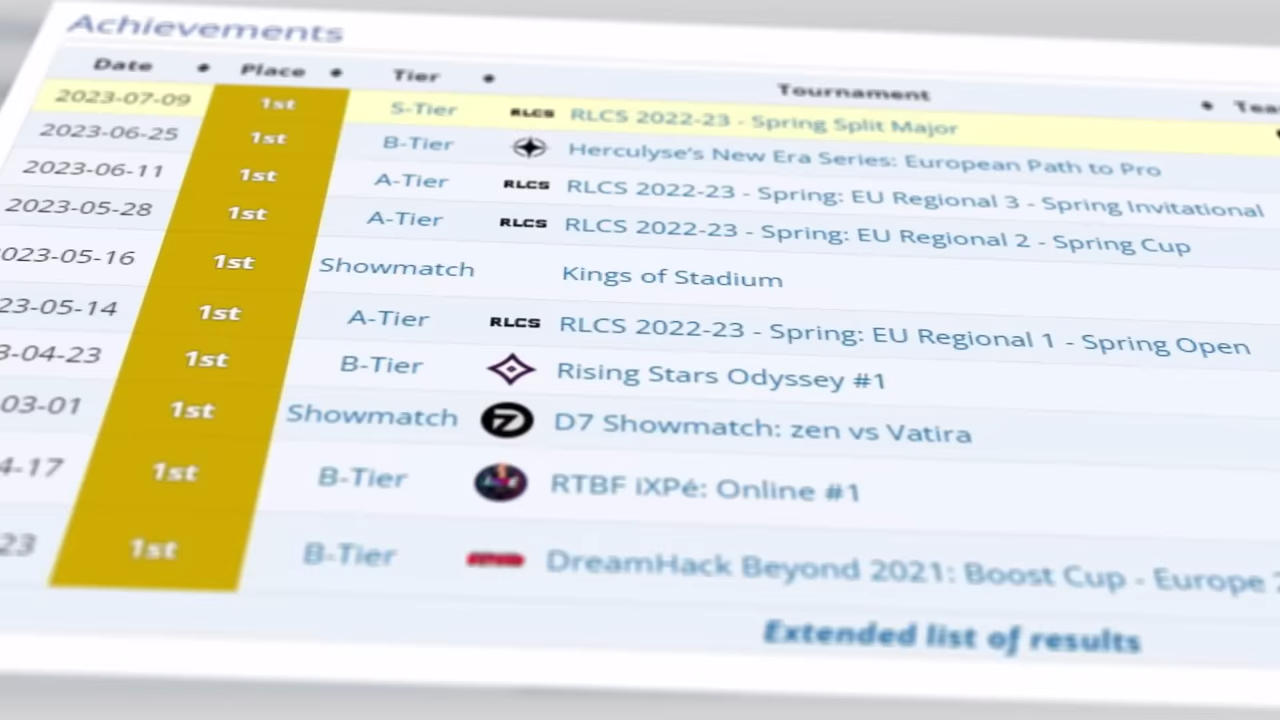 Achievements
Date Place Tier Tournament
2023-07-09 1st S-Tier RLCS RLCS 2022-23 - Spring Split Major
2023-06-25 1st B-Tier Herculyse's New Era Series: European Path to Pro
2023-06-11 1st A-Tier RLCS RLCS 2022-23 - Spring: EU Regional 3 - Spring Invitational
2023-05-28 1st A-Tier RLCS RLCS 2022-23 - Spring: EU Regional 2 - Spring Cup
023-05-16 1st Showmatch Kings of Stadium
23-05-14 1st A-Tier RLCS RLCS 2022-23 - Spring: EU Regional 1 - Spring Open
3-04-23 1st B-Tier Rising Stars Odyssey #1
03-01 1st Showmatch D7 Showmatch: zen vs Vatira
4-17 1st B-Tier RTBF iXPé: Online #1
23 1st B-Tier DreamHack Beyond 2021: Boost Cup - Europe
Extended list of results